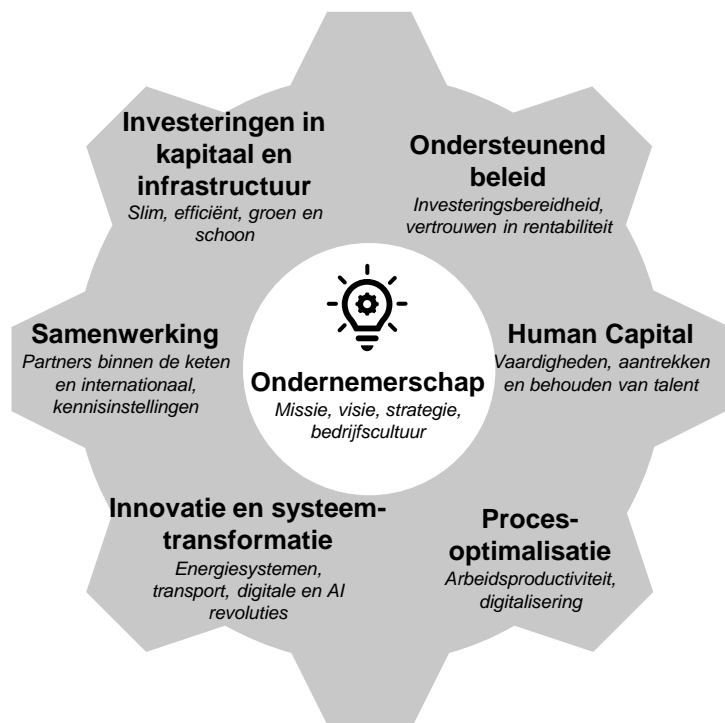 Investeringen in
kapitaal en
infrastructuur
Slim, efficiënt, groen en
schoon
Ondersteunend
beleid
Investeringsbereidheid,
vertrouwen in rentabiliteit
Samenwerking
Partners binnen de keten
en internationaal,
kennisinstellingen
Ondernemerschap
Missie, visie, strategie,
bedrijfscultuur
Human Capital
Vaardigheden, aantrekken
en behouden van talent
Innovatie en systeem-
transformatie
Energiesystemen,
transport, digitale en AI
revoluties
Proces-
optimalisatie
Arbeidsproductiviteit,
digitalisering